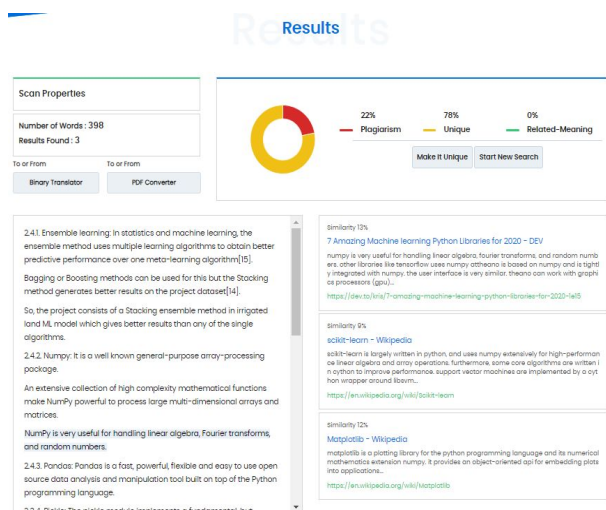 Results
Results
Scan Properties
Number of Words : 398
Results Found : 3
To or From
To or From
Binary Translator
PDF Converter
22%
78%
0%
Plagiarism
Unique
Related-Meaning
Make It Unique
Start New Search
2.4.1. Ensemble learning: In statistics and machine learning, the
ensemble method uses multiple learning algorithms to obtain better
predictive performance over one meta-learning algorithm[15].
Bagging or Boosting methods can be used for this but the Stacking
method generates better results on the project dataset[14].
So, the project consists of a Stacking ensemble method in irrigated
land ML model which gives better results than any of the single
algorithms.
2.4.2. Numpy: It is a well known general-purpose array-processing
package.
An extensive collection of high complexity mathematical functions
make NumPy powerful to process large multi-dimensional arrays and
matrices.
NumPy is very useful for handling linear algebra, Fourier transforms,
and random numbers.
2.4.3. Pandas: Pandas is a fast, powerful, flexible and easy to use open
source data analysis and manipulation tool built on top of the Python
programming language.
Similarity 13%
7 Amazing Machine learning Python Libraries for 2020 - DEV
numpy is very useful for handling linear algebra, fourier transforms, and random numb
ers. other libraries like tensorflow uses numpy attheano is based on numpy and is tightl
y integrated with numpy. the user interface is very similar. theano can work with graphi
cs processors (gpu)...
https://dev.to/kris/7-amazing-machine-learning-python-libraries-for-2020-1el5
Similarity 9%
scikit-learn - Wikipedia
scikit-learn is largely written in python, and uses numpy extensively for high-performan
ce linear algebra and array operations. furthermore, some core algorithms are written i
n cython to improve performance. support vector machines are implemented by a cyt
hon wrapper around libsvm...
https://en.wikipedia.org/wiki/Scikit-learn
Similarity 12%
Matplotlib - Wikipedia
matplotlib is a plotting library for the python programming language and its numerical
mathematics extension numpy. it provides an object-oriented api for embedding plots
into applications...
https://en.wikipedia.org/wiki/Matplotlib